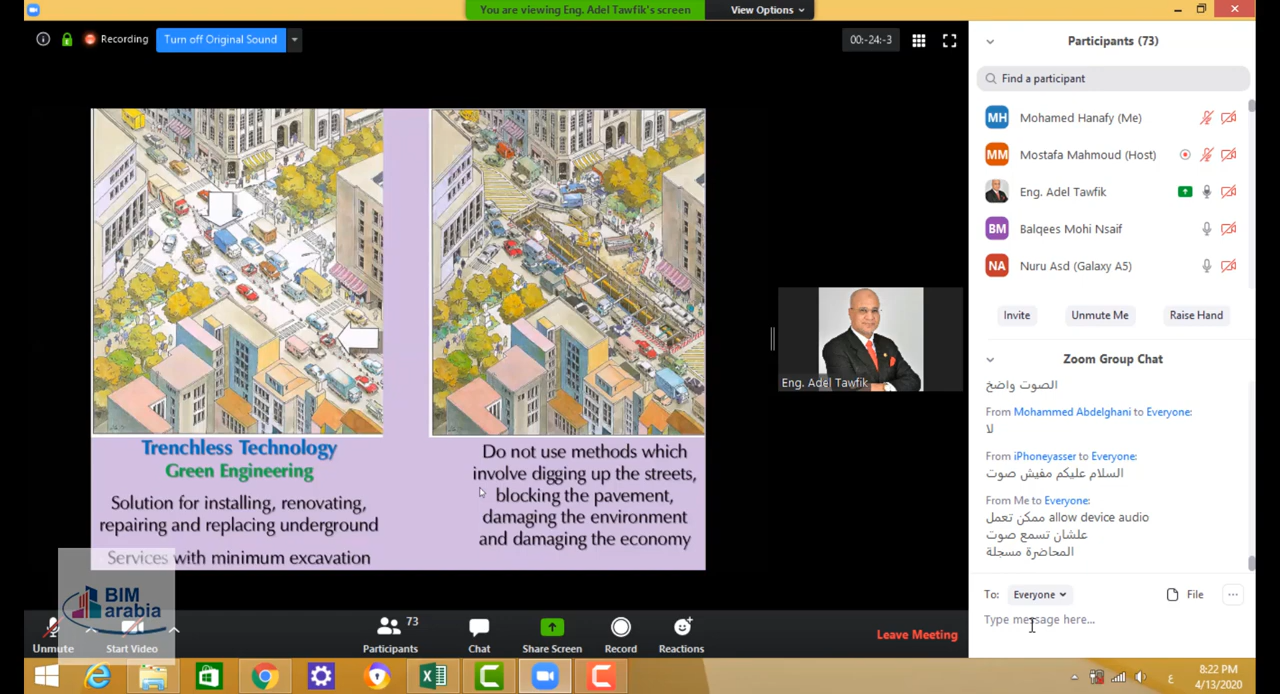 You are viewing Eng. Adel Tawfik's screen
View Options
Recording
Turn off Original Sound
00:-24:-3
Participants (73)
Find a participant
MH Mohamed Hanafy (Me)
MM Mostafa Mahmoud (Host)
Eng. Adel Tawfik
BM Balqees Mohi Nsaif
NA Nuru Asd (Galaxy A5)
Invite
Unmute Me
Raise Hand
Zoom Group Chat
الصوت واضخ
From Mohammed Abdelghani to Everyone:
لا
From iPhoneyasser to Everyone:
السلام عليكم مفيش صوت
From Me to Everyone:
ممكن تعمل allow device audio
علشان تسمع صوت
المحاضرة مسجلة
To: Everyone
File
Type message here...
Eng. Adel Tawfik
Trenchless Technology
Green Engineering
Solution for installing, renovating,
repairing and replacing underground
Services with minimum excavation
Do not use methods which
involve digging up the streets,
blocking the pavement,
damaging the environment
and damaging the economy
BIM
arabia
Unmute
Start Video
73
Participants
Chat
Share Screen
Record
Reactions
Leave Meeting
ع
8:22 PM
4/13/2020